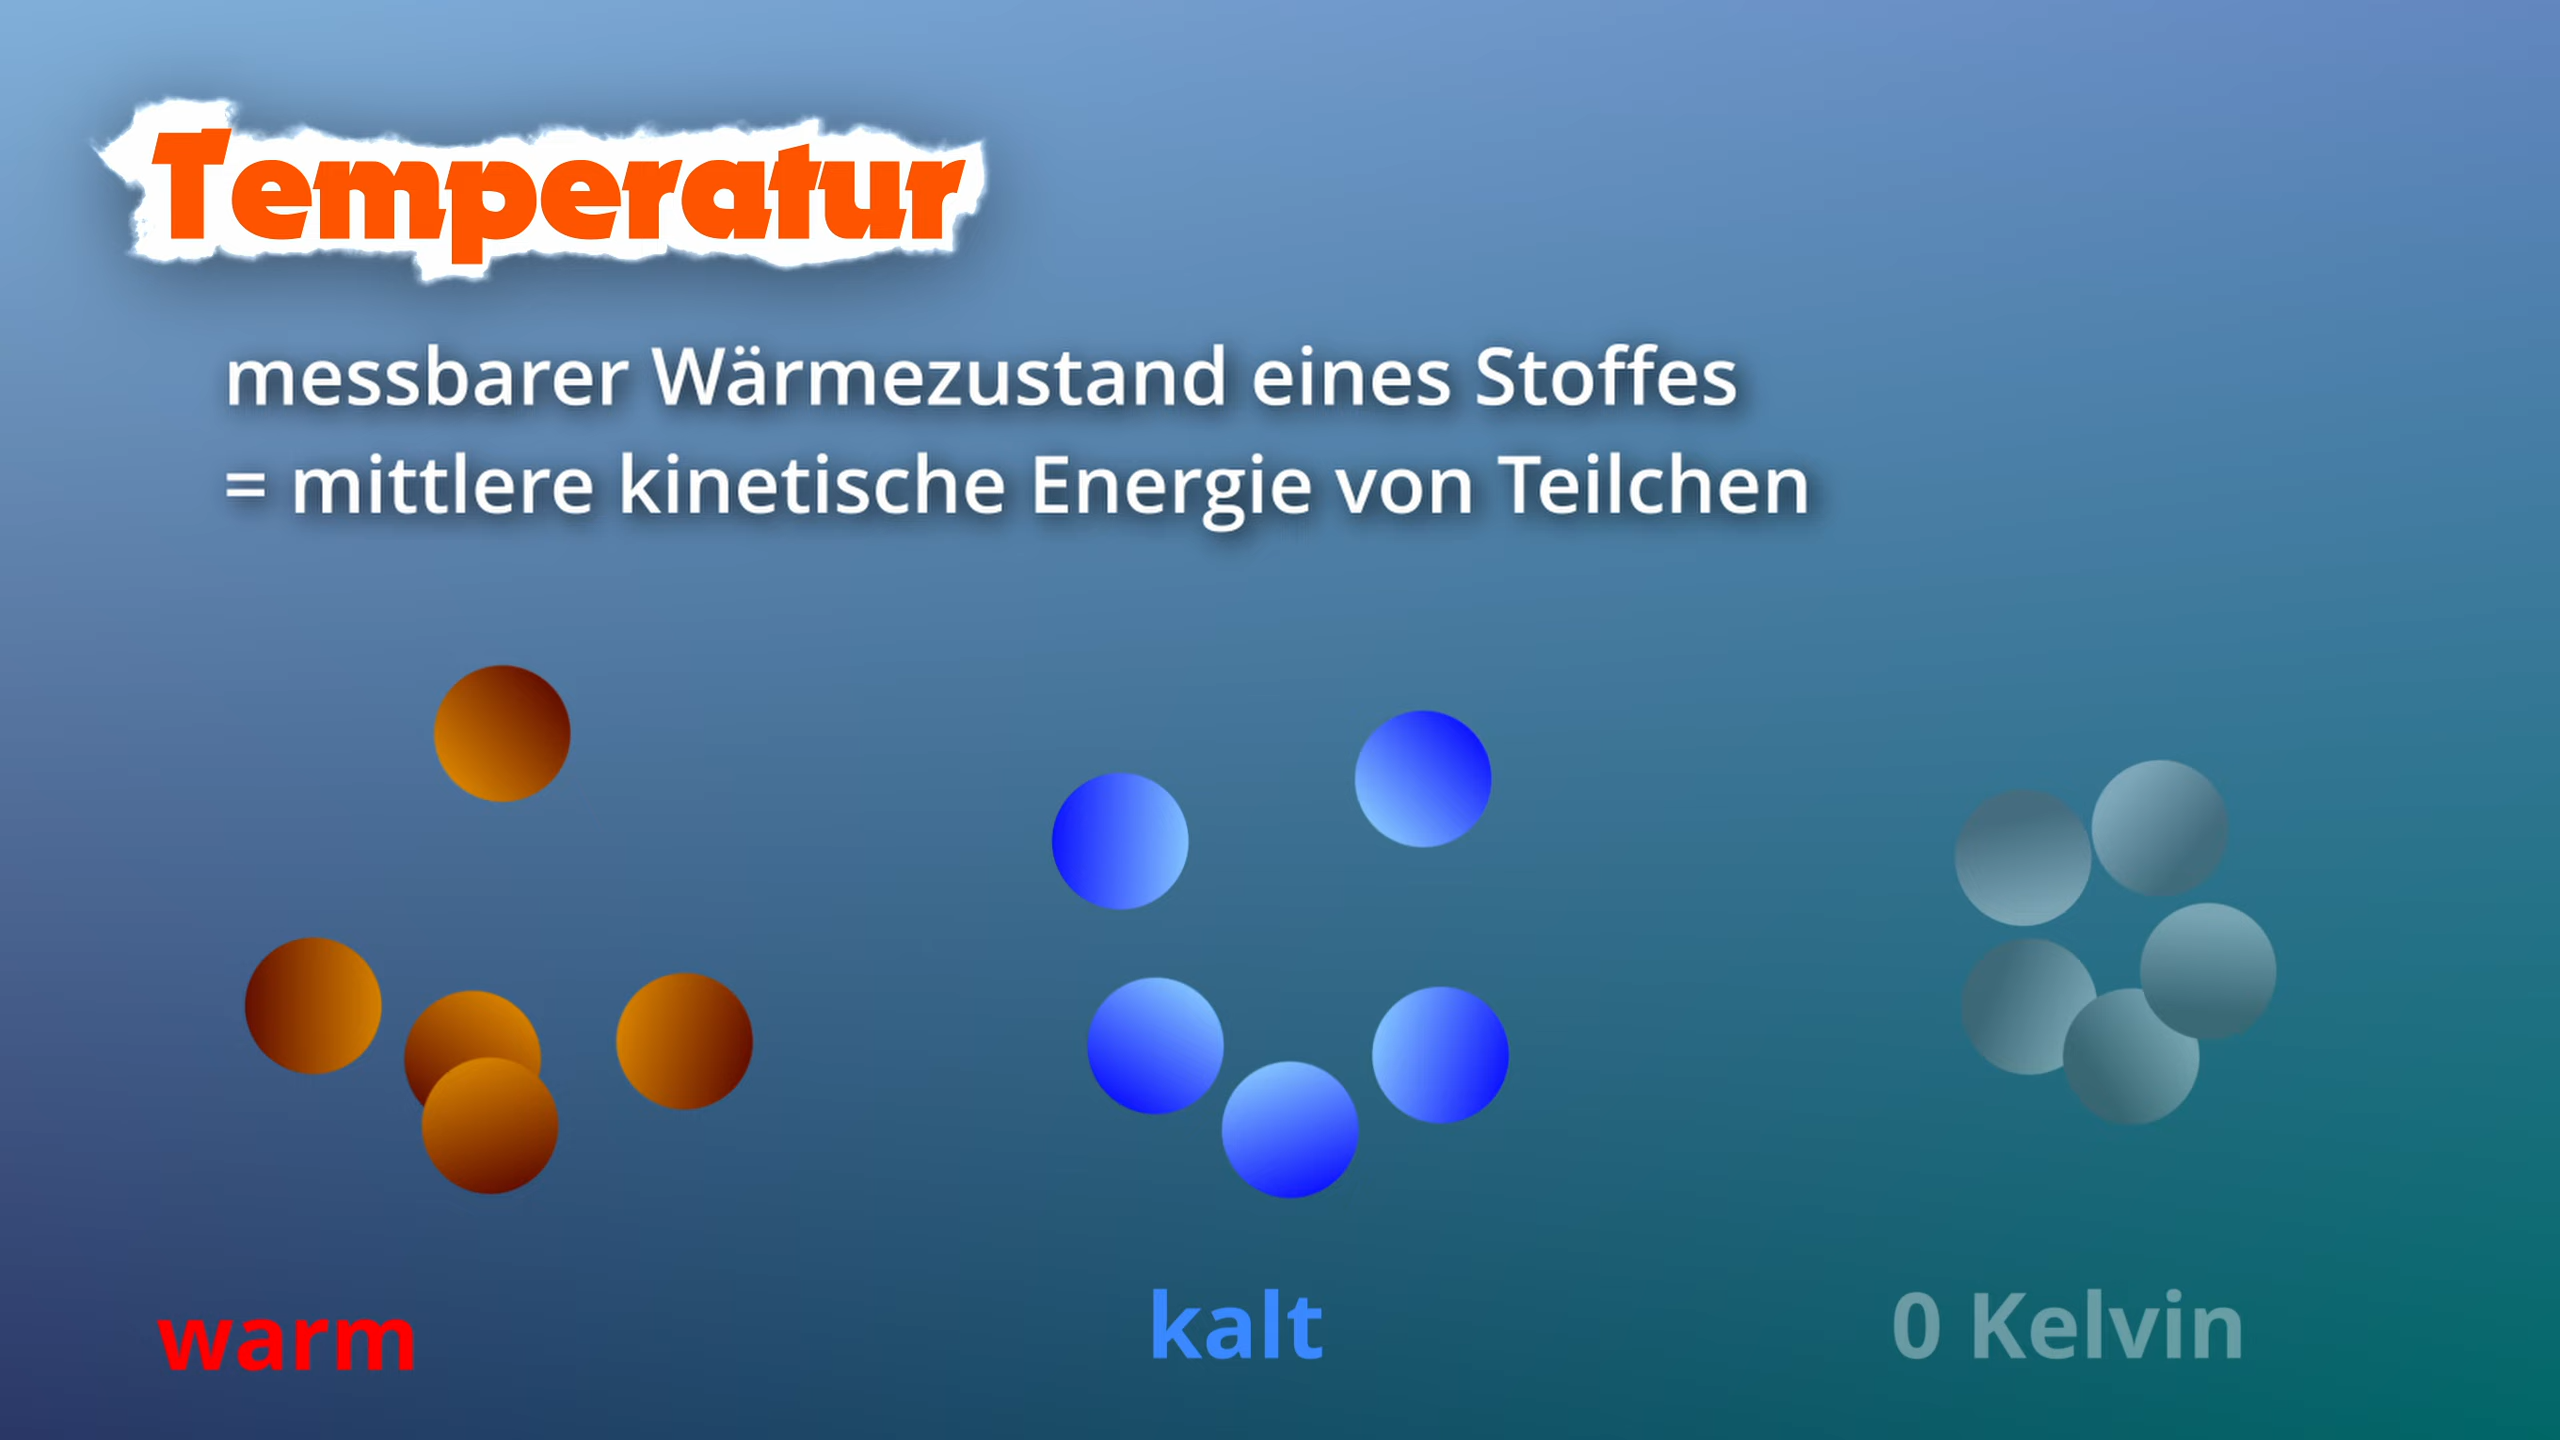 Temperatur
messbarer Wärmezustand eines Stoffes
= mittlere kinetische Energie von Teilchen
warm
kalt
0 Kelvin